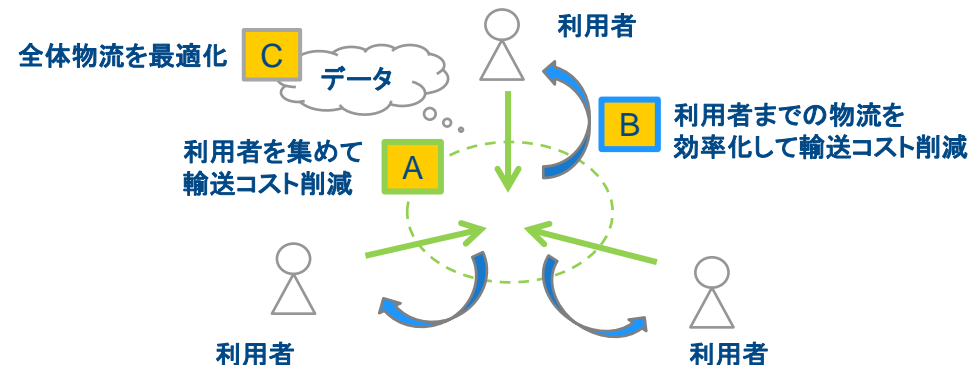 利用者
全体物流を最適化
C
データ
B
利用者までの物流を
効率化して輸送コスト削減
利用者を集めて
輸送コスト削減
A
利用者
利用者